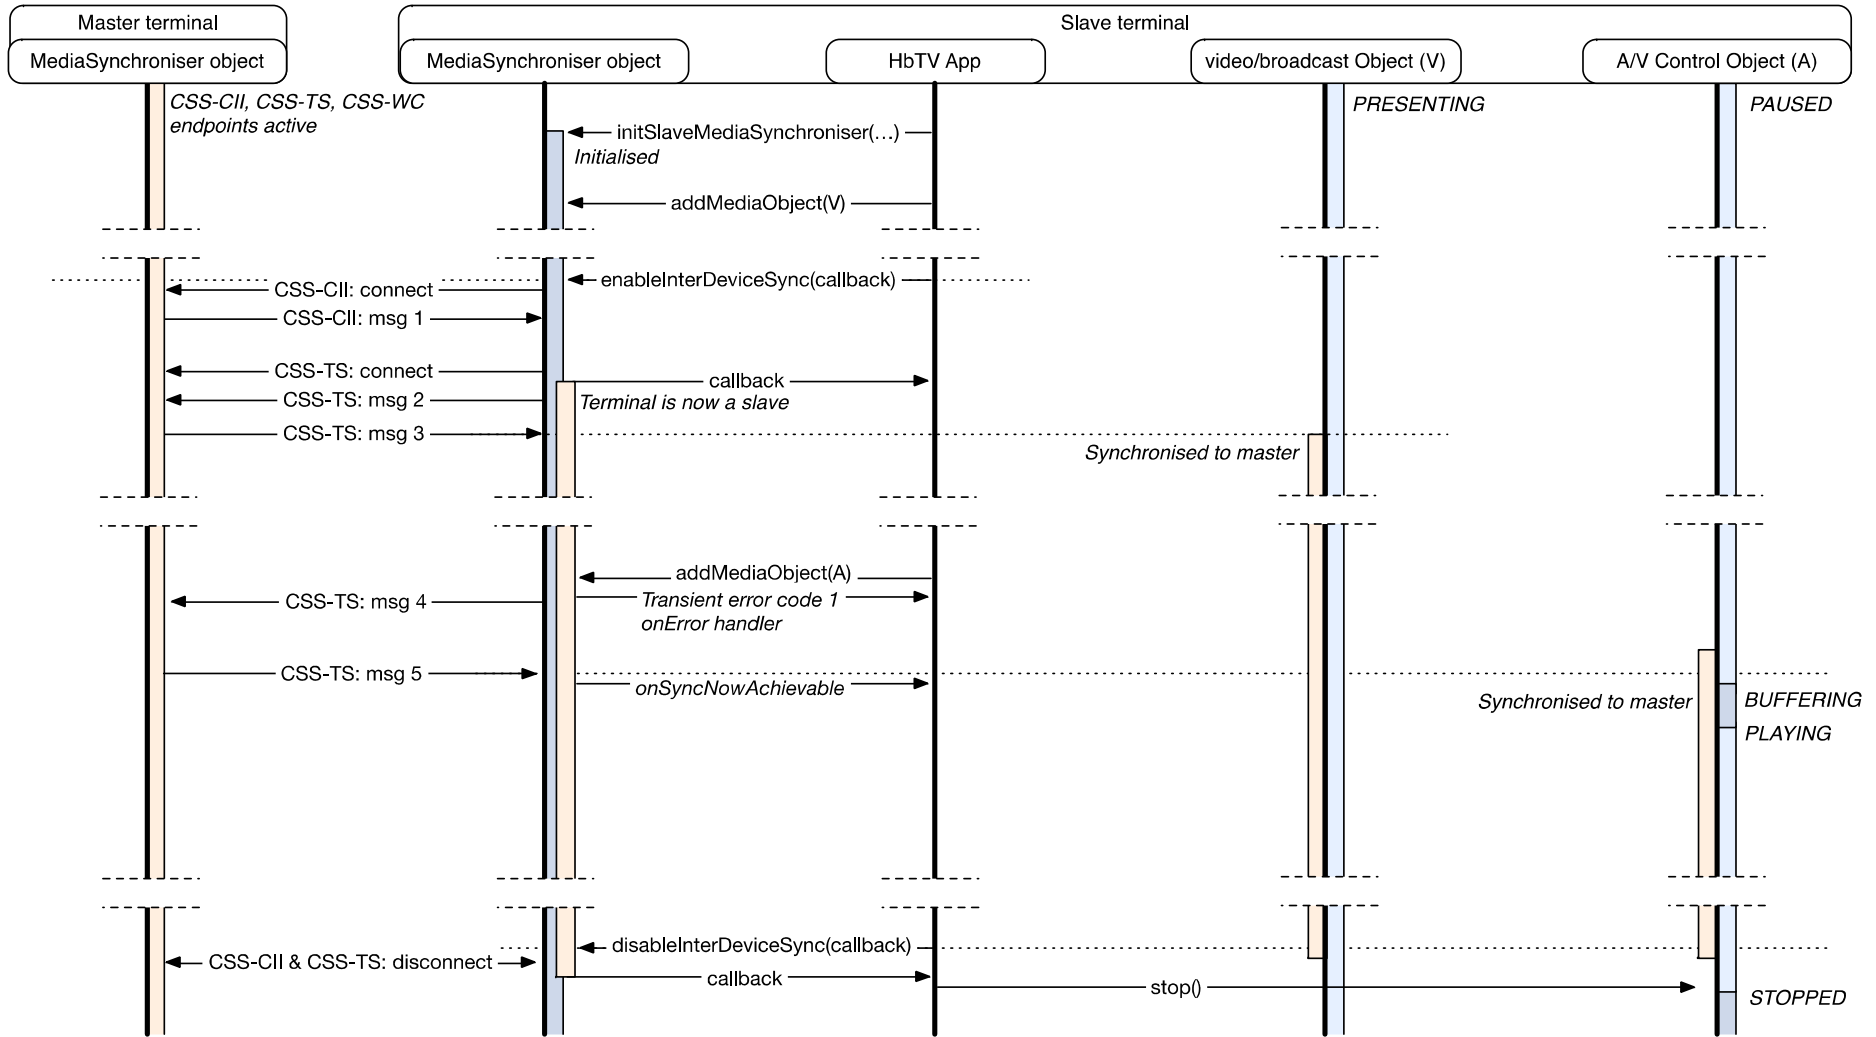 Master terminal
Slave terminal
MediaSynchroniser object
MediaSynchroniser object
HbTV App
video/broadcast Object (V)
A/V Control Object (A)
CSS-CII, CSS-TS, CSS-WC
endpoints active
PRESENTING
PAUSED
initSlaveMediaSynchroniser(…)
Initialised
addMediaObject(V)
enableInterDeviceSync(callback)
CSS-CII: connect
CSS-CII: msg 1
CSS-TS: connect
callback
CSS-TS: msg 2
Terminal is now a slave
CSS-TS: msg 3
Synchronised to master
addMediaObject(A)
CSS-TS: msg 4
Transient error code 1
onError handler
CSS-TS: msg 5
onSyncNowAchievable
Synchronised to master
BUFFERING
PLAYING
disableInterDeviceSync(callback)
CSS-CII & CSS-TS: disconnect
callback
stop()
STOPPED